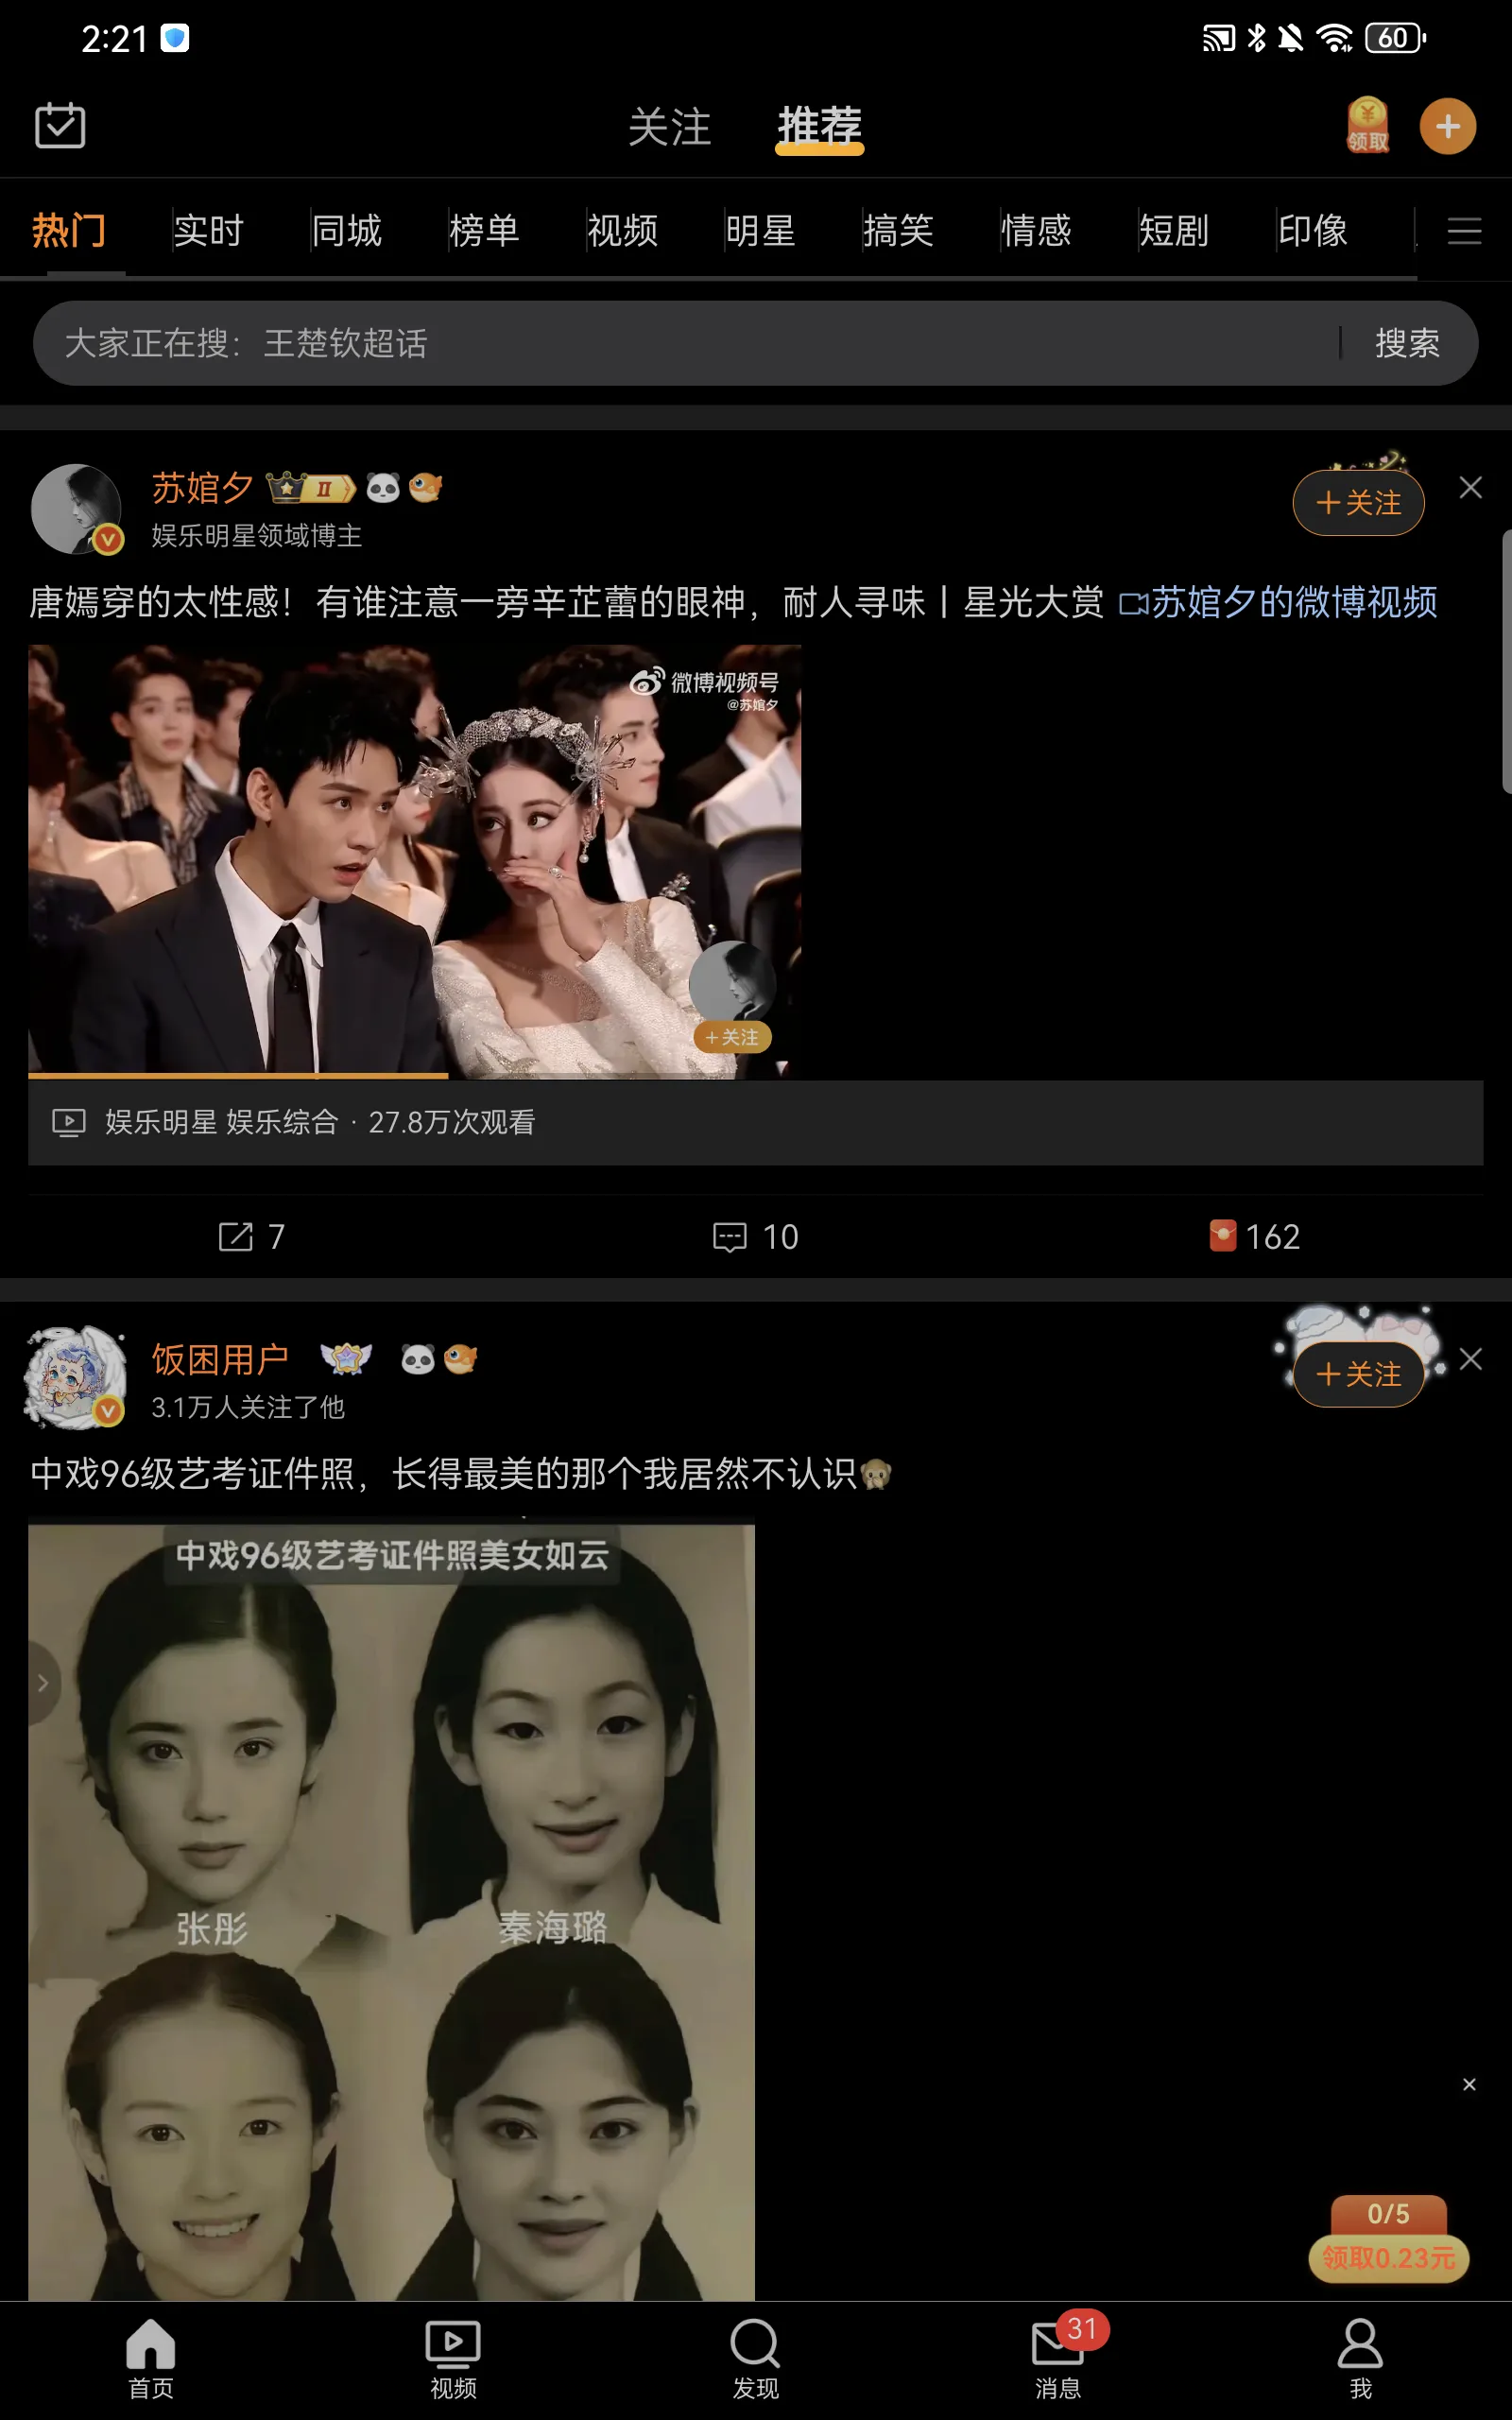 2:21
60
关注 推荐
领取
热门 实时 同城 榜单 视频 明星 搞笑 情感 短剧 印像
大家正在搜：王楚钦超话 搜索
苏婠夕 II
+关注
娱乐明星领域博主
唐嫣穿的太性感！有谁注意一旁辛芷蕾的眼神，耐人寻味丨星光大赏 苏婠夕的微博视频
微博视频号
@苏婠夕
+关注
娱乐明星 娱乐综合 · 27.8万次观看
7 10 162
饭困用户
+关注
3.1万人关注了他
中戏96级艺考证件照，长得最美的那个我居然不认识
中戏96级艺考证件照美女如云
张彤 秦海璐
0/5
领取0.23元
31
首页 视频 发现 消息 我